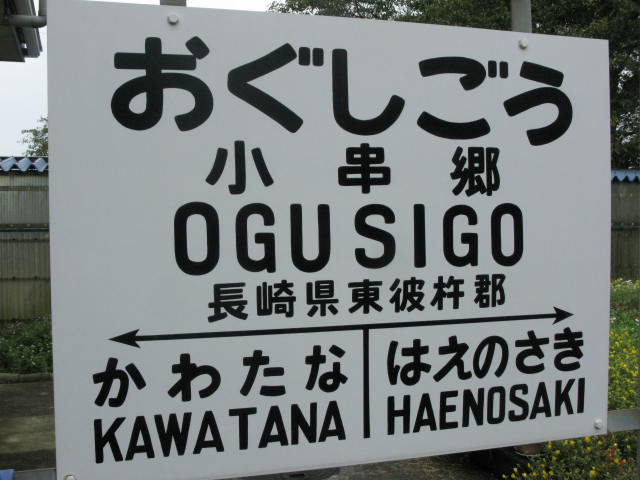 おぐしごう
小串郷
OGUSIGO
長崎県東彼杵郡
かわたな はえのさき
KAWATANA HAENOSAKI